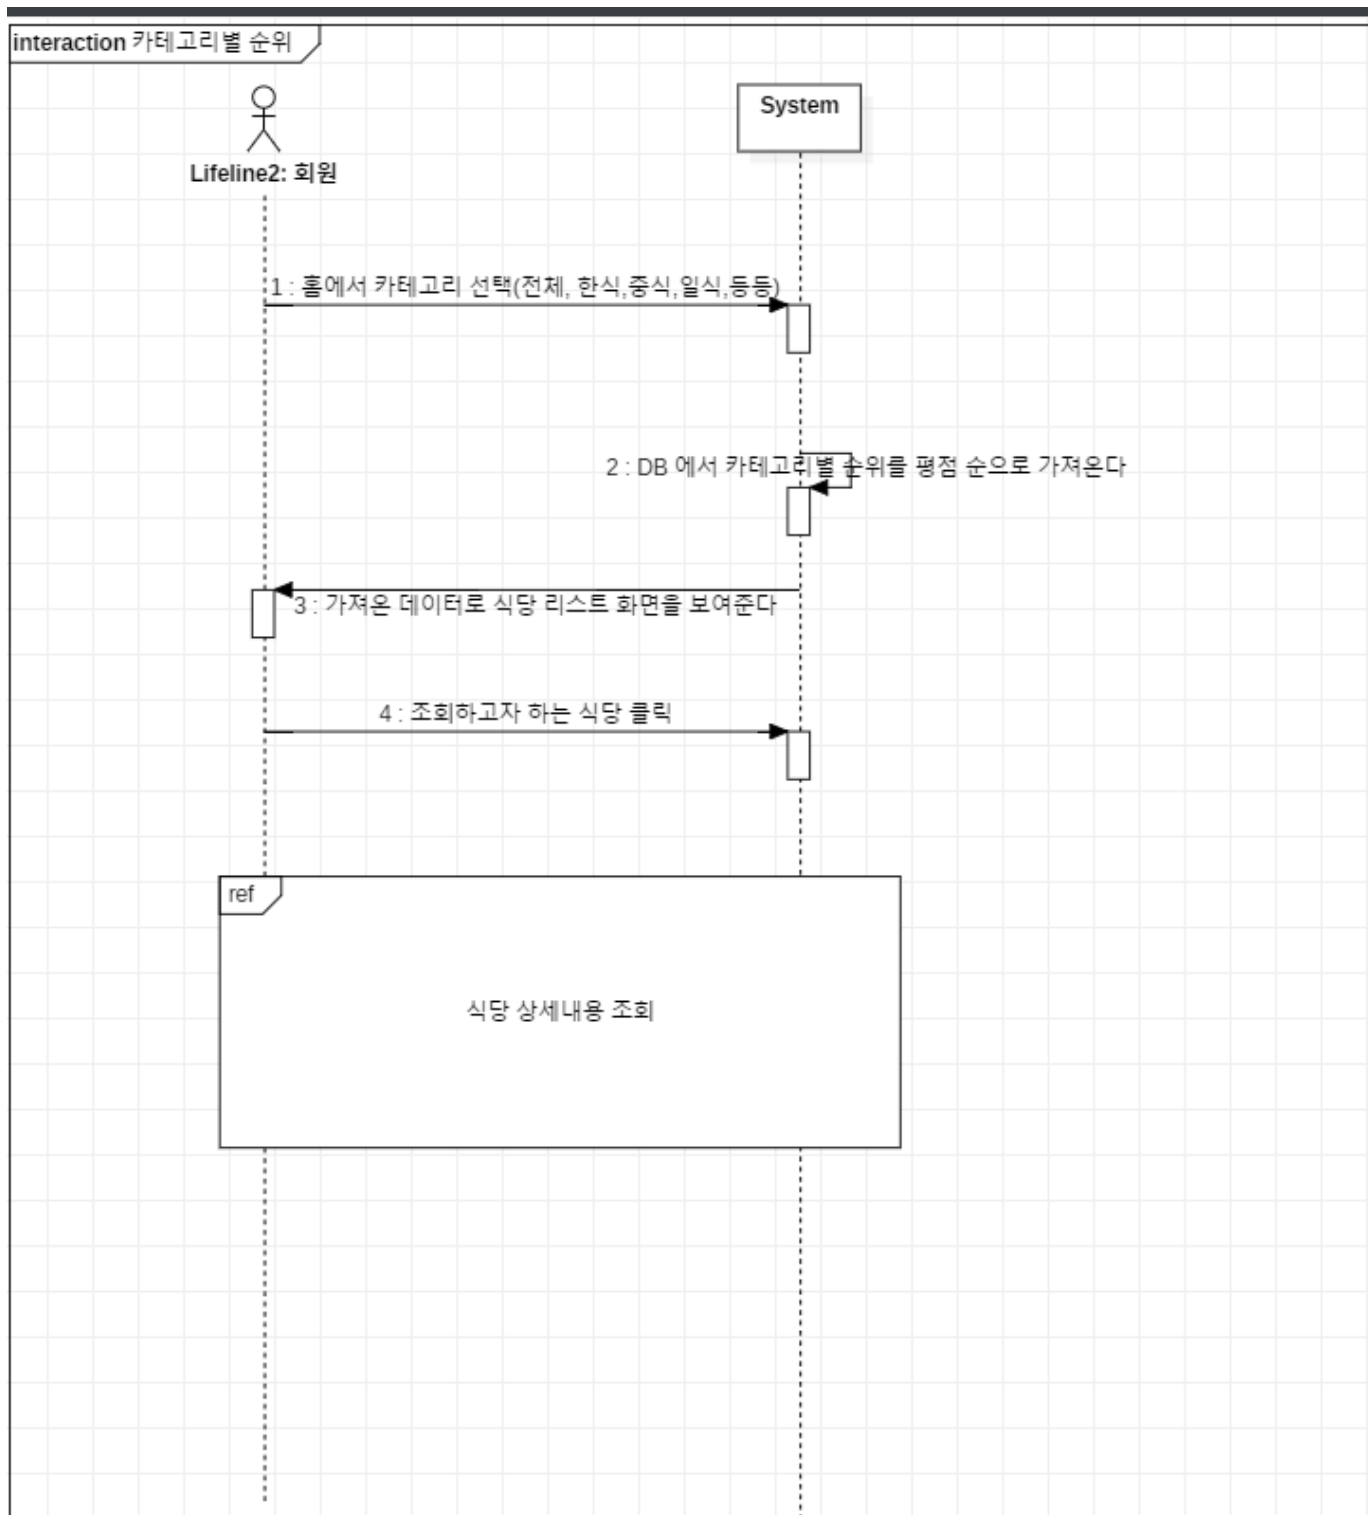 interaction 카테고리별 순위
System
Lifeline2: 회원
1 : 홈에서 카테고리 선택(전체, 한식,중식,일식,등등)
2 : DB 에서 카테고리별 순위를 평점 순으로 가져온다
3 : 가져온 데이터로 식당 리스트 화면을 보여준다
4 : 조회하고자 하는 식당 클릭
ref
식당 상세내용 조회